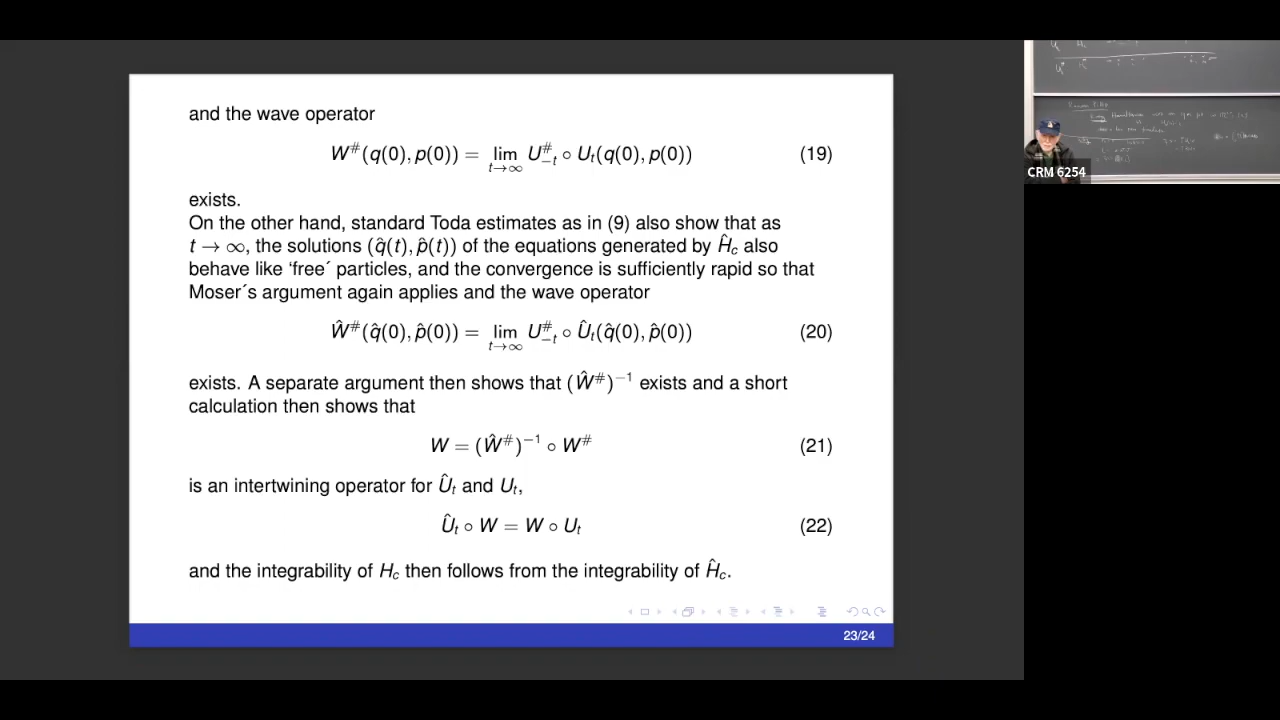 and the wave operator
W^#(q(0), p(0)) = lim_{t→∞} U^#_{−t} ∘ U_t(q(0), p(0)) (19)
exists.
On the other hand, standard Toda estimates as in (9) also show that as
t → ∞, the solutions (q̂(t), p̂(t)) of the equations generated by Ĥ_c also
behave like ‘free´ particles, and the convergence is sufficiently rapid so that
Moser´s argument again applies and the wave operator
Ŵ^#(q̂(0), p̂(0)) = lim_{t→∞} U^#_{−t} ∘ Û_t(q̂(0), p̂(0)) (20)
exists. A separate argument then shows that (Ŵ^#)^{−1} exists and a short
calculation then shows that
W = (Ŵ^#)^{−1} ∘ W^# (21)
is an intertwining operator for Û_t and U_t,
Û_t ∘ W = W ∘ U_t (22)
and the integrability of H_c then follows from the integrability of Ĥ_c.
23/24
CRM 6254